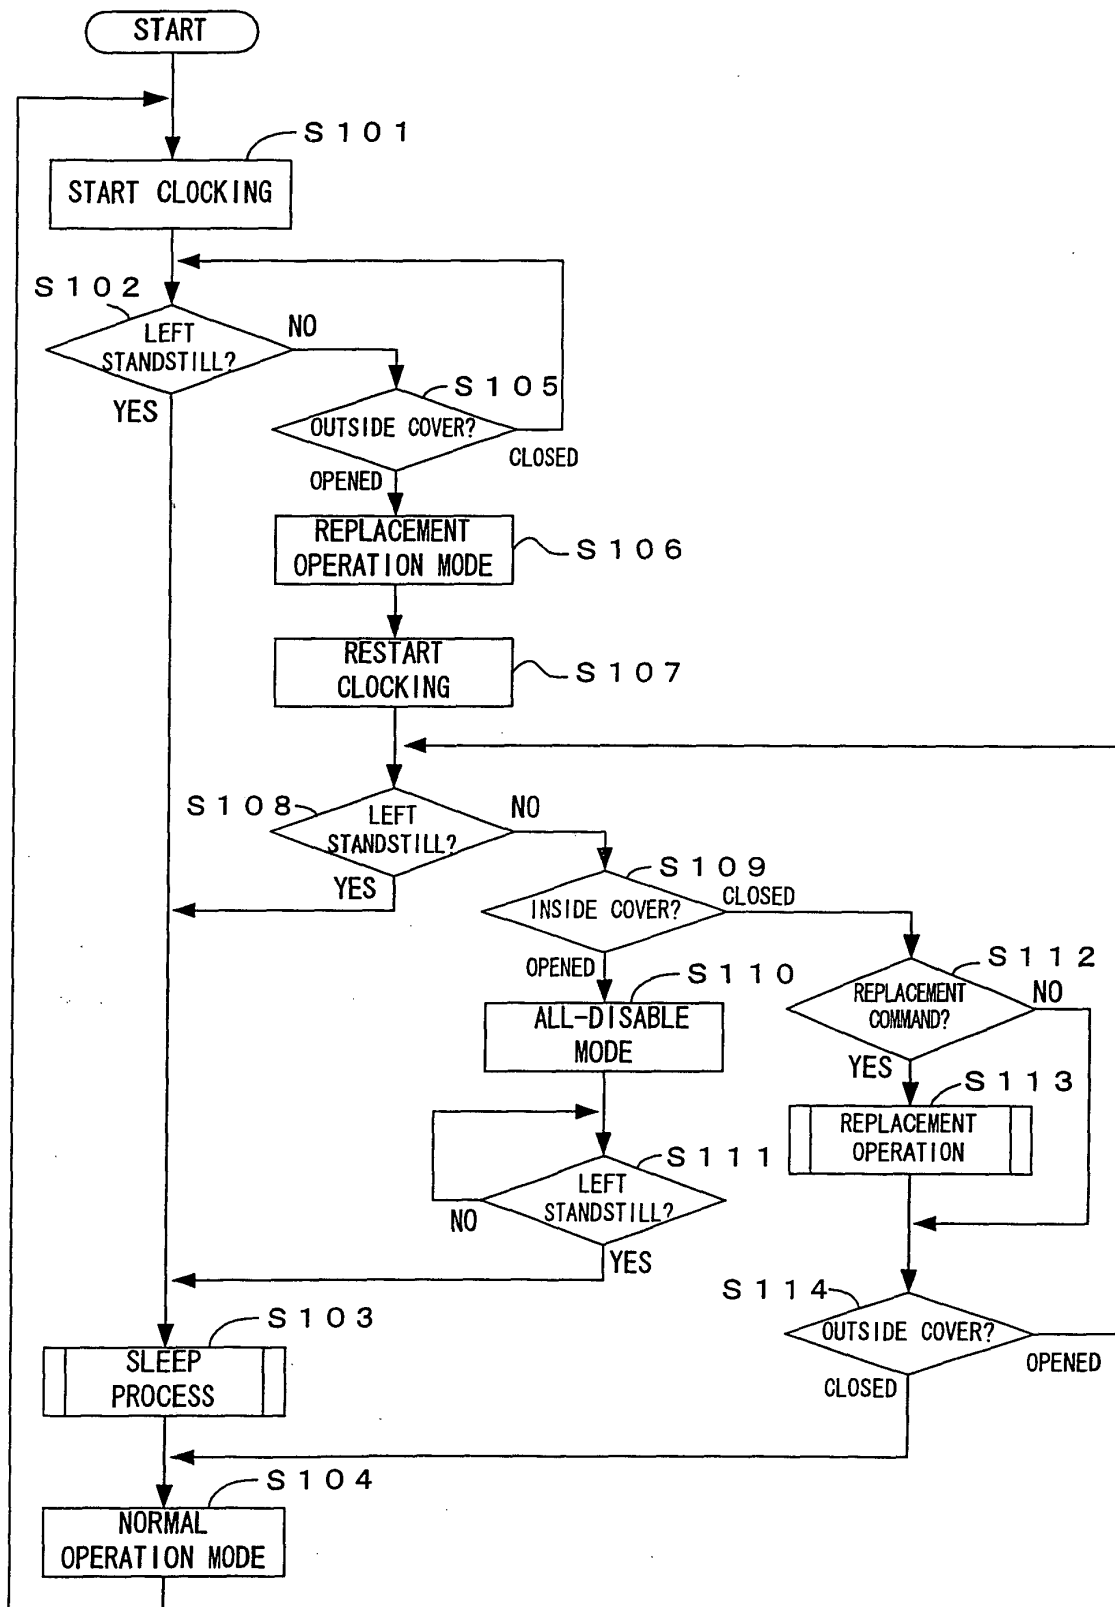 START
S101
START CLOCKING
S102
LEFT
STANDSTILL?
NO
YES
S105
OUTSIDE COVER?
CLOSED
OPENED
REPLACEMENT
OPERATION MODE
S106
RESTART
CLOCKING
S107
S108
LEFT
STANDSTILL?
NO
YES
S109
INSIDE COVER?
CLOSED
OPENED
S110
ALL-DISABLE
MODE
S112
REPLACEMENT
COMMAND?
NO
YES
S113
REPLACEMENT
OPERATION
S111
LEFT
STANDSTILL?
NO
YES
S114
OUTSIDE COVER?
OPENED
CLOSED
S103
SLEEP
PROCESS
S104
NORMAL
OPERATION MODE